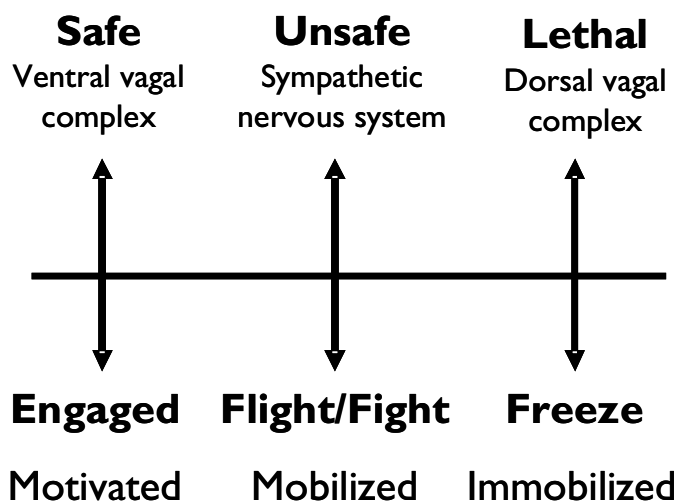 Safe
Ventral vagal
complex
Unsafe
Sympathetic
nervous system
Lethal
Dorsal vagal
complex
Engaged
Flight/Fight
Freeze
Motivated
Mobilized
Immobilized